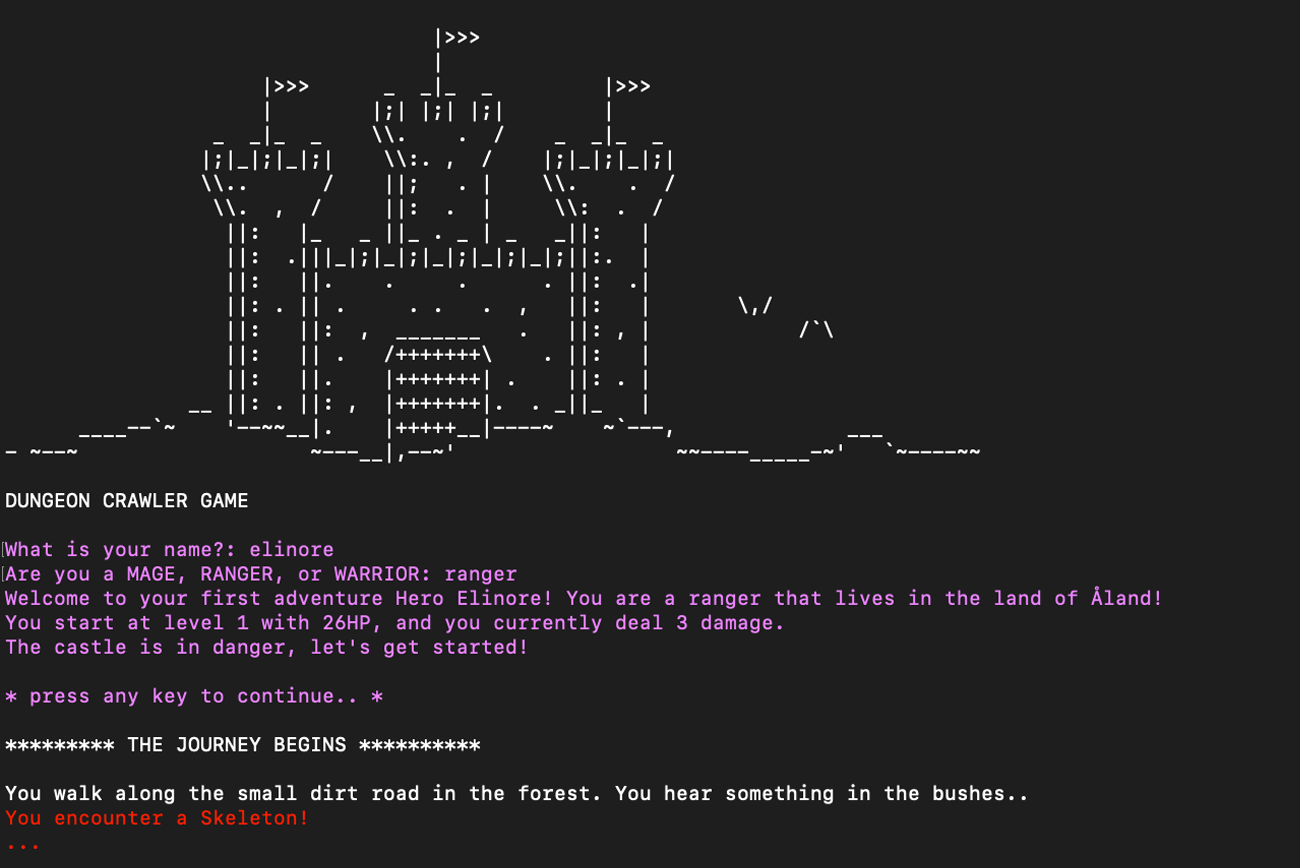 DUNGEON CRAWLER GAME
What is your name?: elinore
Are you a MAGE, RANGER, or WARRIOR: ranger
Welcome to your first adventure Hero Elinore! You are a ranger that lives in the land of Åland!
You start at level 1 with 26HP, and you currently deal 3 damage.
The castle is in danger, let's get started!
* press any key to continue.. *
********* THE JOURNEY BEGINS **********
You walk along the small dirt road in the forest. You hear something in the bushes..
You encounter a Skeleton!
...